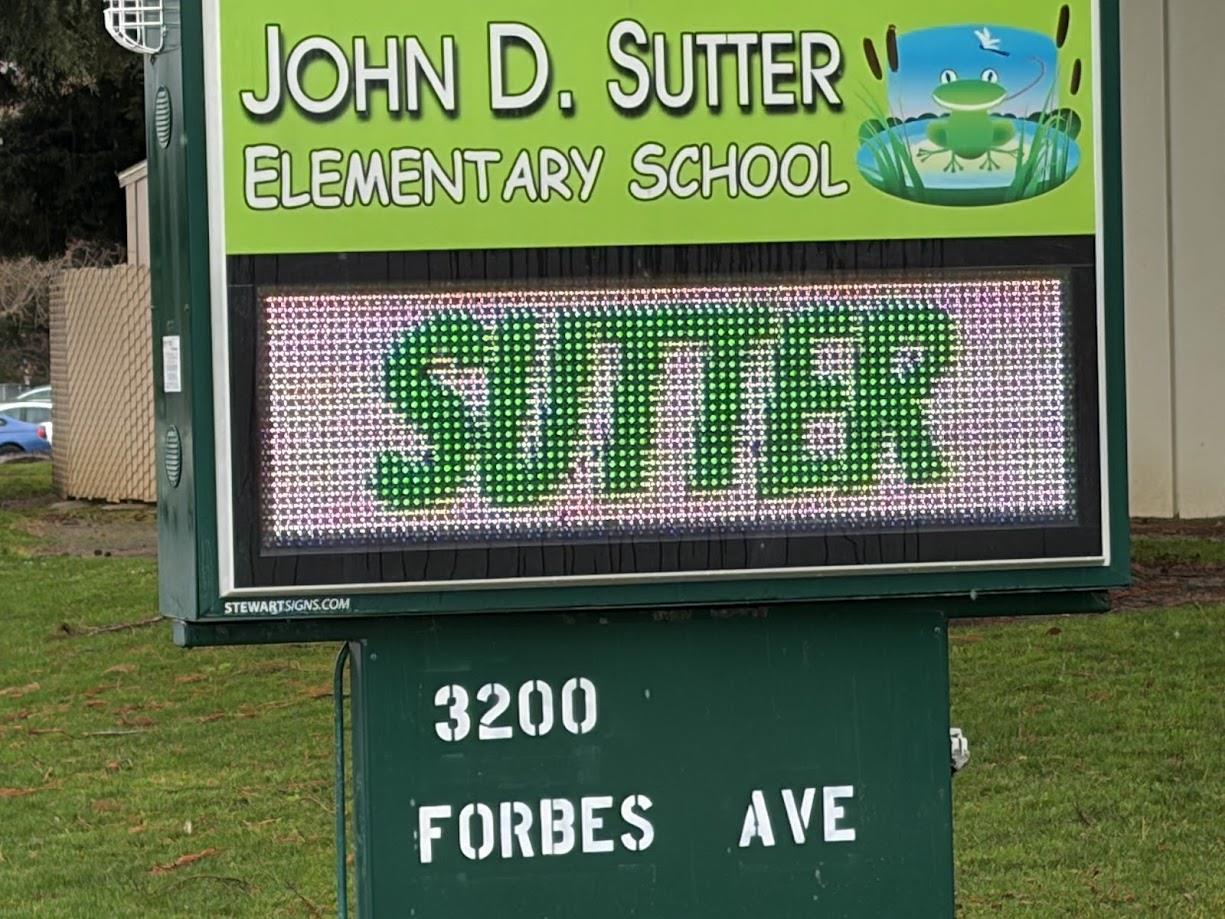 JOHN D. SUTTER
ELEMENTARY SCHOOL
SUTTER
STEWARTSIGNS.COM
3200
FORBES AVE